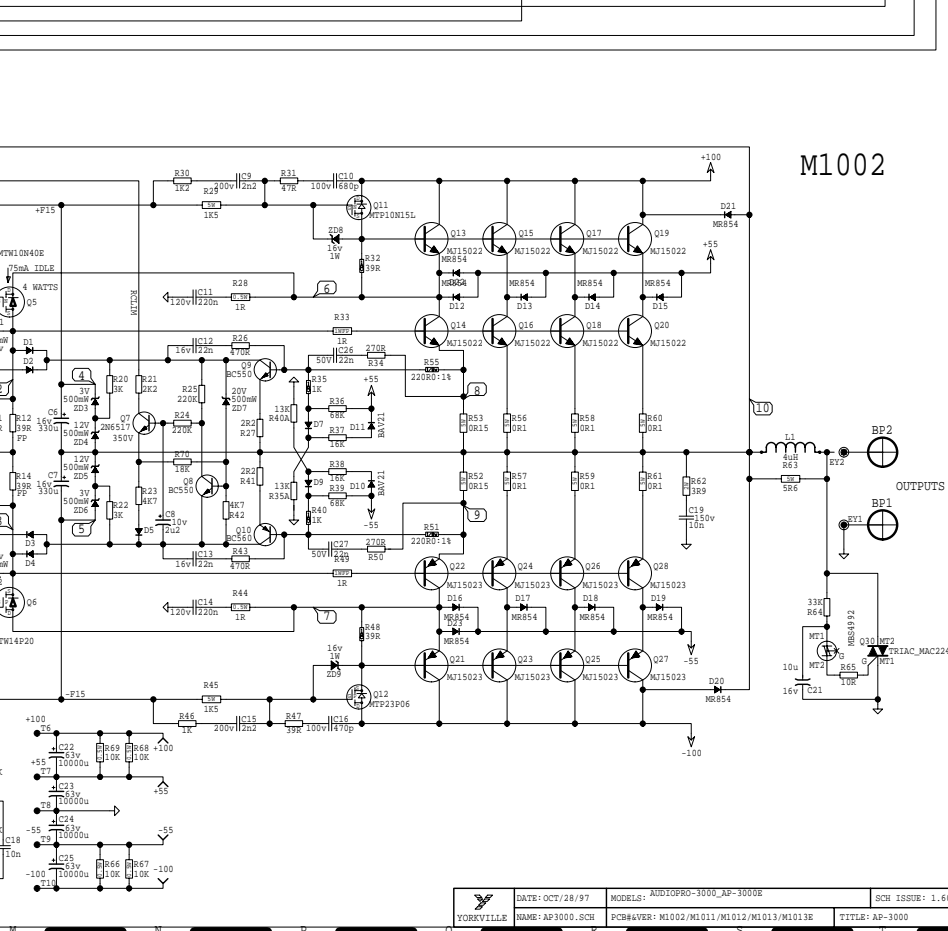 M1002
+100
R30
1K2
200v
C9
2n2
R31
47R
100v
C10
680p
R29
5W
1K5
+F15
Q11
MTP10N15L
ZD8
16v
1W
R32
39R
Q13
MJ15022
Q15
MJ15022
Q17
MJ15022
Q19
MJ15022
D21
MR854
+55
MTW10N40E
75mA IDLE
4 WATTS
Q5
RCLIM
C11
120v
220n
R28
0.5W
1R
6
MR854
D12
MR854
D13
MR854
D14
MR854
D15
R33
1R
Q14
MJ15022
Q16
MJ15022
Q18
MJ15022
Q20
MJ15022
D1
D2
C12
16v
22n
R26
470R
Q9
BC550
C26
50V
22n
270R
R34
R55
220R0:1%
8
4
3V
500mW
ZD3
R20
3K
R21
2K2
R25
220K
20V
500mW
ZD7
R35
1K
+55
13K
R40A
R36
68K
D7
R37
16K
D11
BAV21
C6
16v
330u
12V
500mW
ZD4
Q7
2N6517
350V
R24
220K
2R2
R27
R12
39R
FP
R53
0R15
R56
0R1
R58
0R1
R60
0R1
10
L1
4uH
R63
5W
5R6
EY2
BP2
OUTPUTS
BP1
EY1
R14
39R
FP
C7
16v
330u
12V
500mW
ZD5
3V
500mW
ZD6
5
R22
3K
R23
4K7
R70
18K
Q8
BC550
2R2
R41
4K7
R42
13K
R35A
R38
16K
R39
68K
D9
D10
BAV21
-55
R40
1K
R52
0R15
R57
0R1
R59
0R1
R61
0R1
R62
3R9
C19
150v
10n
9
D3
D4
D5
C8
10v
2u2
Q10
BC560
R51
220R0:1%
C13
16v
22n
R43
470R
C27
50V
22n
270R
R50
R49
1R
Q22
MJ15023
Q24
MJ15023
Q26
MJ15023
Q28
MJ15023
Q6
MTW14P20
C14
120v
220n
R44
0.5W
1R
7
R48
39R
D16
MR854
D23
MR854
D17
MR854
D18
MR854
D19
MR854
-55
16v
1W
ZD9
Q21
MJ15023
Q23
MJ15023
Q25
MJ15023
Q27
MJ15023
D20
MR854
33K
R64
MBS4992
MT1
MT2
G
Q30
MT2
TRIAC_MAC224
G
MT1
R65
10R
10u
16v
C21
-F15
R45
5W
1K5
Q12
MTP23P06
R46
1K
200v
C15
2n2
R47
39R
100v
C16
470p
-100
+100
T6
C22
63v
10000u
R69
10K
R68
10K
+100
+55
T7
+55
C23
63v
10000u
T8
C24
63v
10000u
-55
T9
-55
C25
63v
10000u
R66
10K
R67
10K
-100
-100
T10
C18
10n
YORKVILLE
DATE:OCT/28/97
MODELS: AUDIOPRO-3000_AP-3000E
SCH ISSUE: 1.60
NAME:AP3000.SCH
PCB#&VER: M1002/M1011/M1012/M1013/M1013E
TITLE: AP-3000